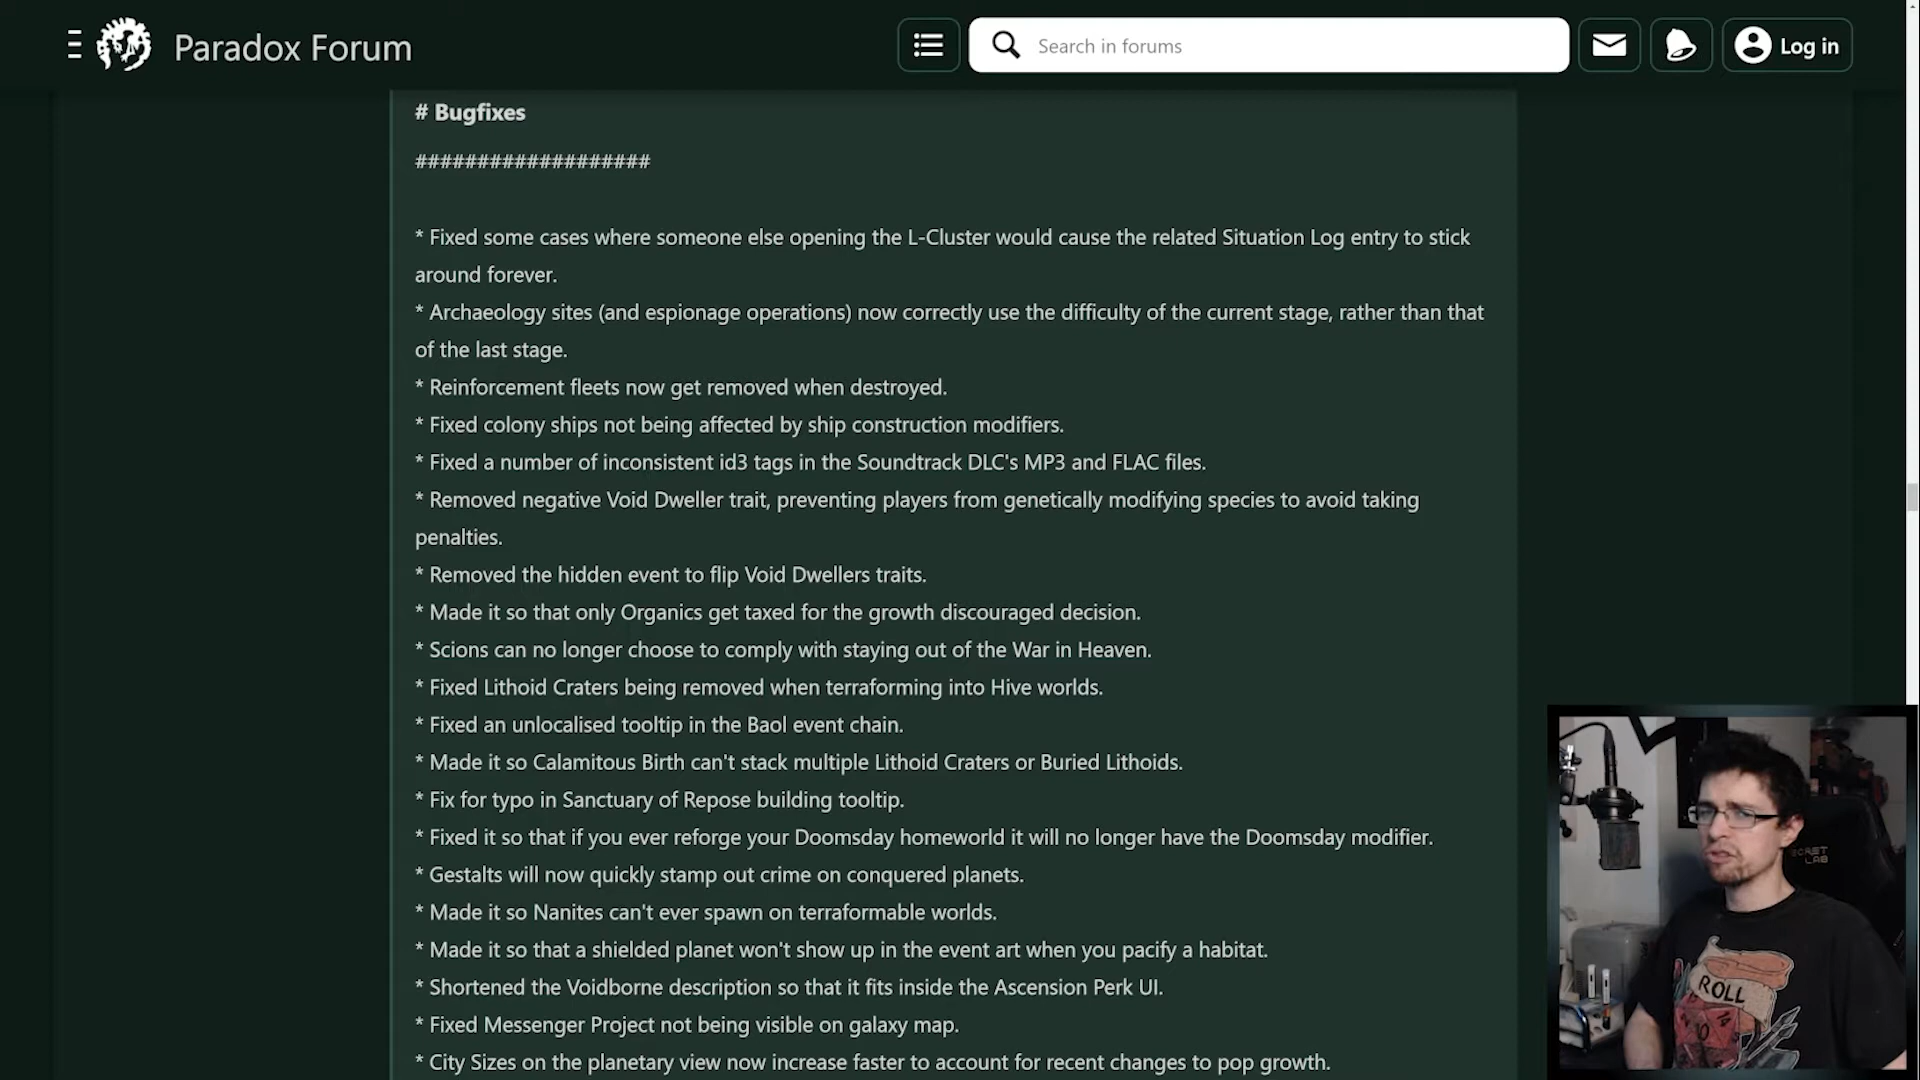 Paradox Forum
Search in forums
Log in
# Bugfixes
###################
* Fixed some cases where someone else opening the L-Cluster would cause the related Situation Log entry to stick
around forever.
* Archaeology sites (and espionage operations) now correctly use the difficulty of the current stage, rather than that
of the last stage.
* Reinforcement fleets now get removed when destroyed.
* Fixed colony ships not being affected by ship construction modifiers.
* Fixed a number of inconsistent id3 tags in the Soundtrack DLC's MP3 and FLAC files.
* Removed negative Void Dweller trait, preventing players from genetically modifying species to avoid taking
penalties.
* Removed the hidden event to flip Void Dwellers traits.
* Made it so that only Organics get taxed for the growth discouraged decision.
* Scions can no longer choose to comply with staying out of the War in Heaven.
* Fixed Lithoid Craters being removed when terraforming into Hive worlds.
* Fixed an unlocalised tooltip in the Baol event chain.
* Made it so Calamitous Birth can't stack multiple Lithoid Craters or Buried Lithoids.
* Fix for typo in Sanctuary of Repose building tooltip.
* Fixed it so that if you ever reforge your Doomsday homeworld it will no longer have the Doomsday modifier.
* Gestalts will now quickly stamp out crime on conquered planets.
* Made it so Nanites can't ever spawn on terraformable worlds.
* Made it so that a shielded planet won't show up in the event art when you pacify a habitat.
* Shortened the Voidborne description so that it fits inside the Ascension Perk UI.
* Fixed Messenger Project not being visible on galaxy map.
* City Sizes on the planetary view now increase faster to account for recent changes to pop growth.
LAB
ROLL